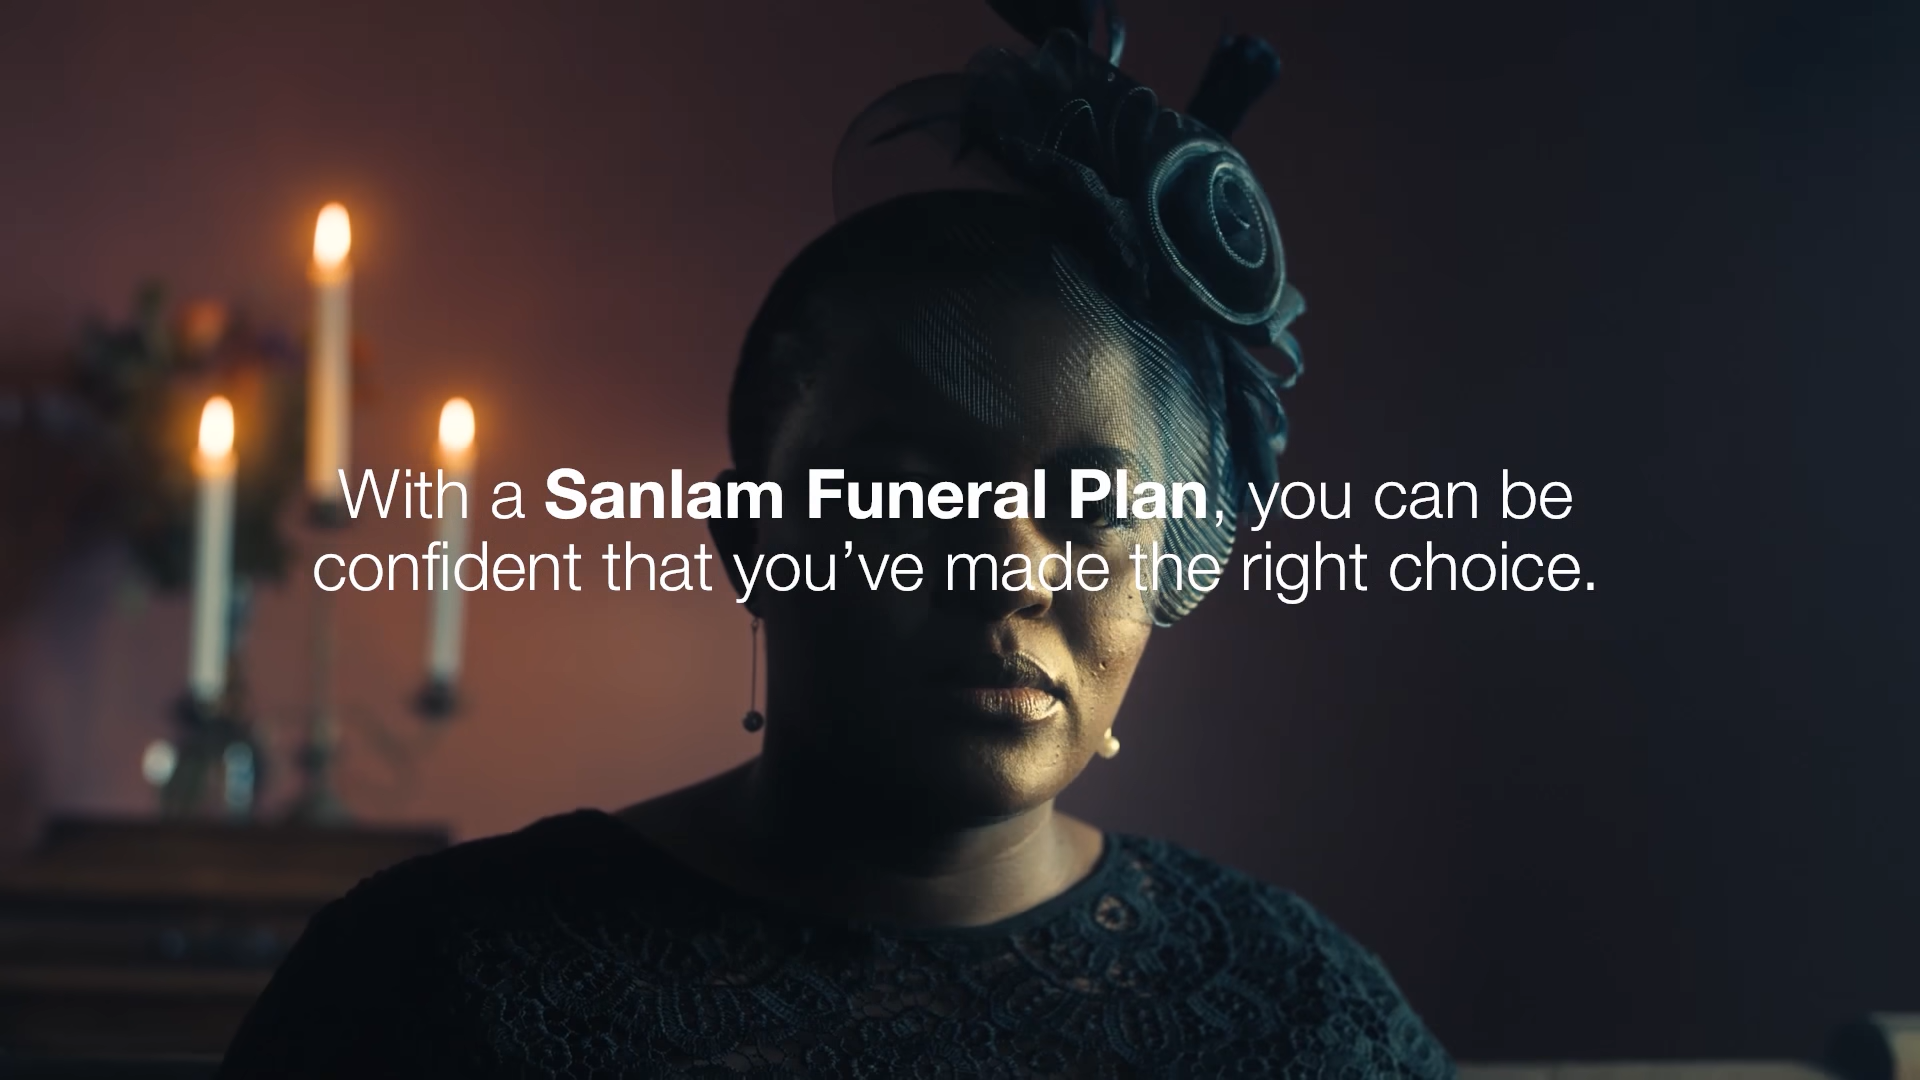 With a Sanlam Funeral Plan, you can be
confident that you’ve made the right choice.